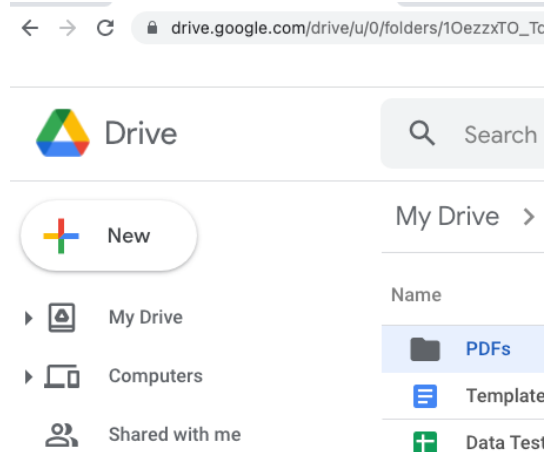 drive.google.com/drive/u/0/folders/1OezzxTO_
Drive
Search
New
My Drive >
Name
My Drive
PDFs
Computers
Template
Shared with me
Data Test